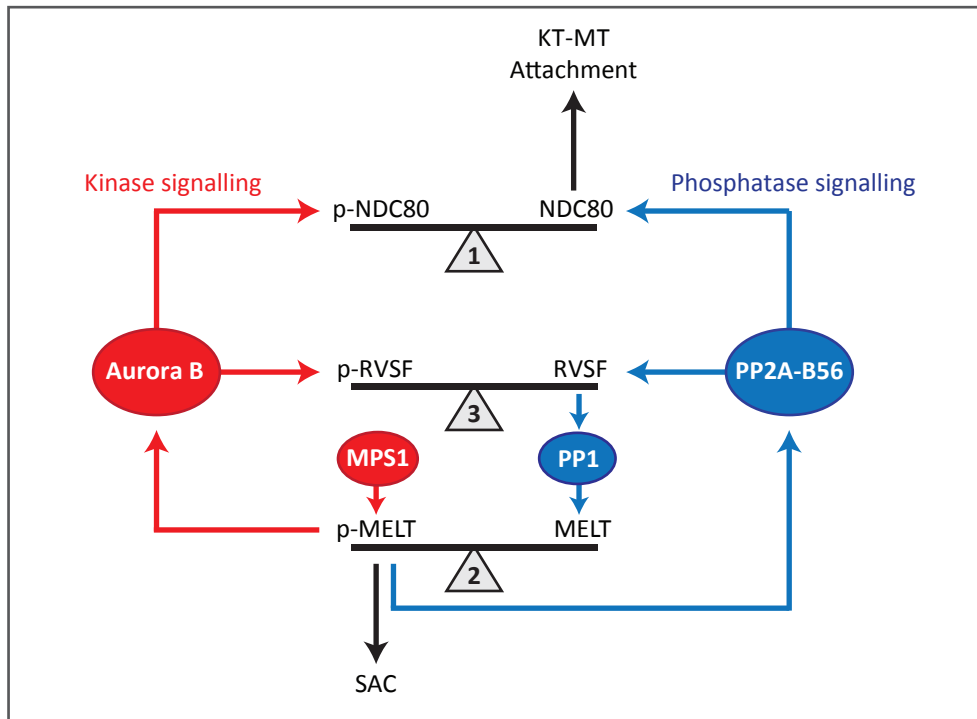 KT-MT
Attachment
Kinase signalling
Phosphatase signalling
p-NDC80
NDC80
1
Aurora B
p-RVSF
RVSF
PP2A-B56
3
MPS1
PP1
p-MELT
MELT
2
SAC